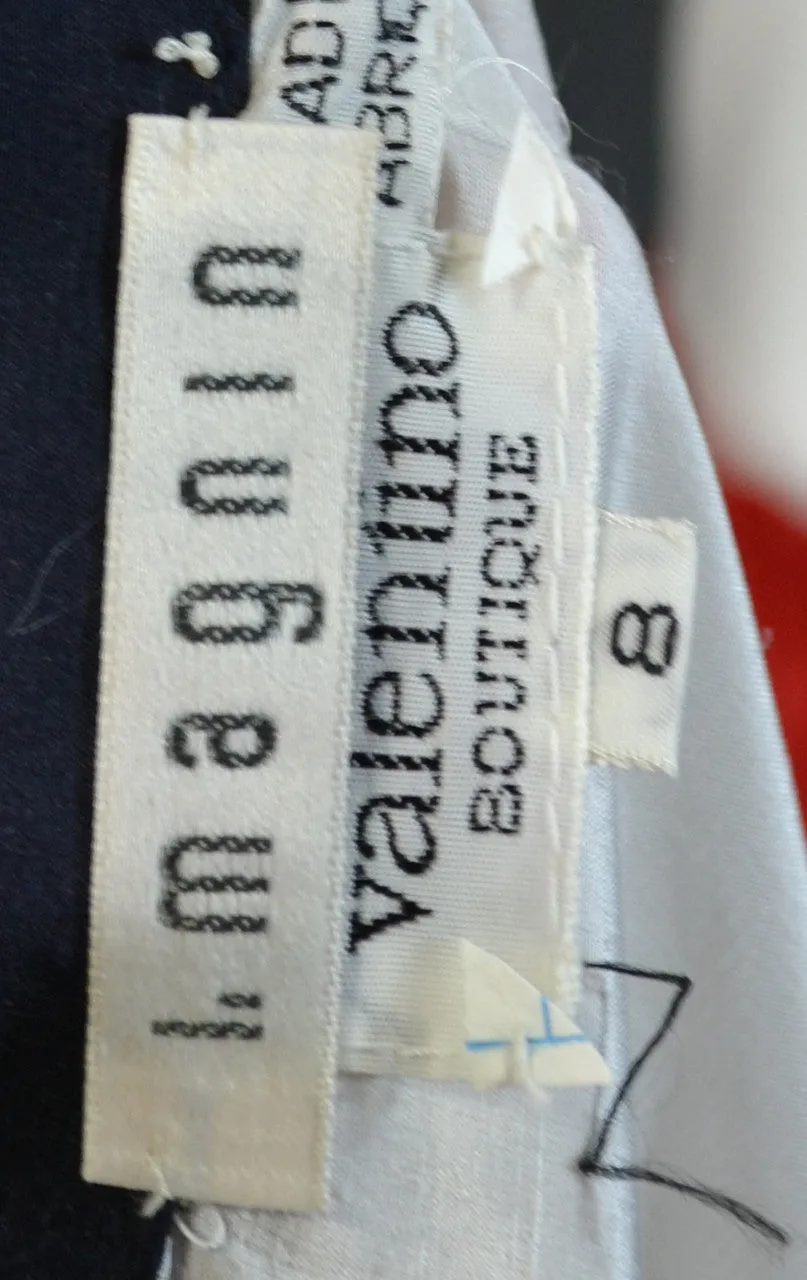 i. magnin
valentino
BOUTIQUE
8